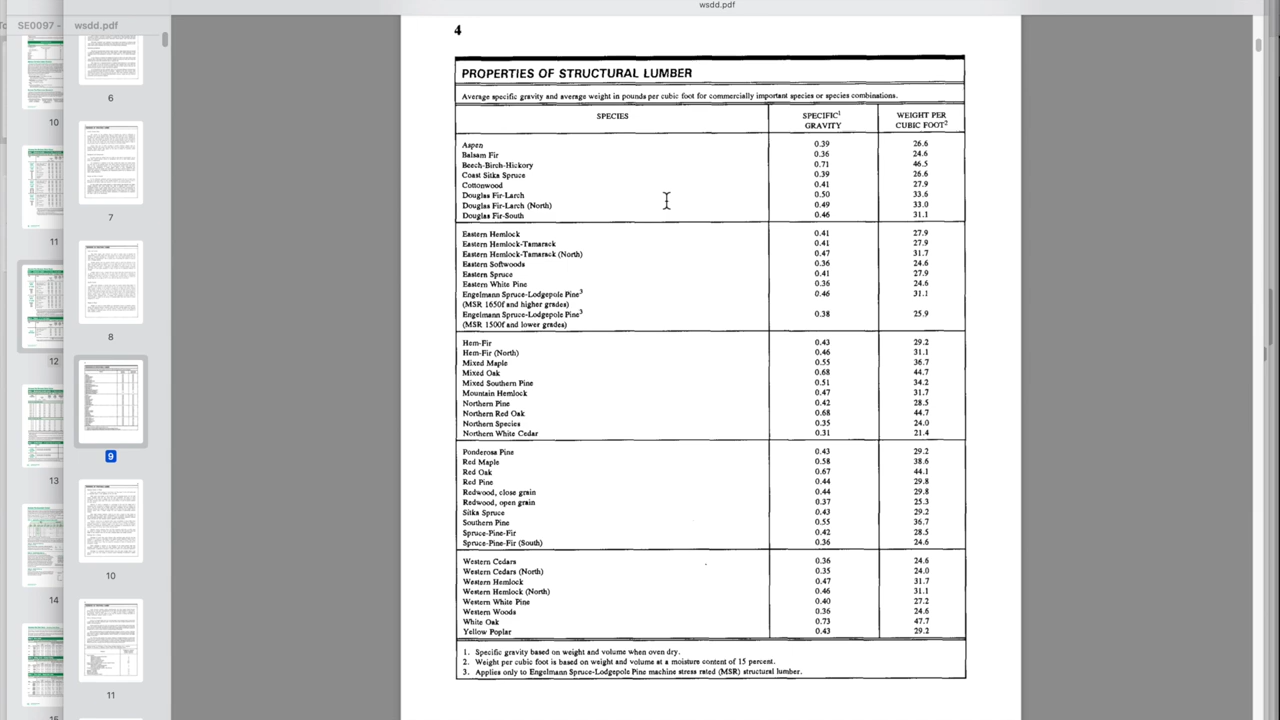 wsdd.pdf
SE0097 -
wsdd.pdf
10
11
12
13
14
6
7
8
9
10
11
4
PROPERTIES OF STRUCTURAL LUMBER
Average specific gravity and average weight in pounds per cubic foot for commercially important species or species combinations.
SPECIES SPECIFIC1 GRAVITY WEIGHT PER CUBIC FOOT2
Aspen 0.39 26.6
Balsam Fir 0.36 24.6
Beech-Birch-Hickory 0.71 46.5
Coast Sitka Spruce 0.39 26.6
Cottonwood 0.41 27.9
Douglas Fir-Larch 0.50 33.6
Douglas Fir-Larch (North) 0.49 33.0
Douglas Fir-South 0.46 31.1
Eastern Hemlock 0.41 27.9
Eastern Hemlock-Tamarack 0.41 27.9
Eastern Hemlock-Tamarack (North) 0.47 31.7
Eastern Softwoods 0.36 24.6
Eastern Spruce 0.41 27.9
Eastern White Pine 0.36 24.6
Engelmann Spruce-Lodgepole Pine3 0.46 31.1
(MSR 1650f and higher grades)
Engelmann Spruce-Lodgepole Pine3 0.38 25.9
(MSR 1500f and lower grades)
Hem-Fir 0.43 29.2
Hem-Fir (North) 0.46 31.1
Mixed Maple 0.55 36.7
Mixed Oak 0.68 44.7
Mixed Southern Pine 0.51 34.2
Mountain Hemlock 0.47 31.7
Northern Pine 0.42 28.5
Northern Red Oak 0.68 44.7
Northern Species 0.35 24.0
Northern White Cedar 0.31 21.4
Ponderosa Pine 0.43 29.2
Red Maple 0.58 38.6
Red Oak 0.67 44.1
Red Pine 0.44 29.8
Redwood, close grain 0.44 29.8
Redwood, open grain 0.37 25.3
Sitka Spruce 0.43 29.2
Southern Pine 0.55 36.7
Spruce-Pine-Fir 0.42 28.5
Spruce-Pine-Fir (South) 0.36 24.6
Western Cedars 0.36 24.6
Western Cedars (North) 0.35 24.0
Western Hemlock 0.47 31.7
Western Hemlock (North) 0.46 31.1
Western White Pine 0.40 27.2
Western Woods 0.36 24.6
White Oak 0.73 47.7
Yellow Poplar 0.43 29.2
1. Specific gravity based on weight and volume when oven dry.
2. Weight per cubic foot is based on weight and volume at a moisture content of 15 percent.
3. Applies only to Engelmann Spruce-Lodgepole Pine machine stress rated (MSR) structural lumber.